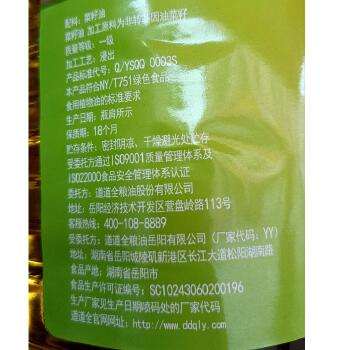 配料: 菜籽油
菜籽油 加工原料为非转基因油菜籽
质量等级: 一级
加工工艺: 浸出
产品标准代号: Q/YSQQ 0003S
本产品符合NY/T751绿色食品
食用植物油的标准要求
生产日期: 瓶肩所示
保质期: 18个月
贮存条件: 密封阴凉、干燥避光处贮存
受委托方通过ISO9001质量管理体系及
ISO22000食品安全管理体系认证
委托方: 道道全粮油股份有限公司
地址: 岳阳经济技术开发区营盘岭路113号
客服热线: 400-108-8889
受委托方: 道道全粮油岳阳有限公司（厂家代码: YY）
地址: 湖南省岳阳城陵矶新港区长江大道松阳湖南路
食品产地: 湖南省岳阳市
食品生产许可证编号: SC10243060200196
生产厂家见生产日期喷码处的厂家代码
道道全官网网址: http://www.ddqly.com